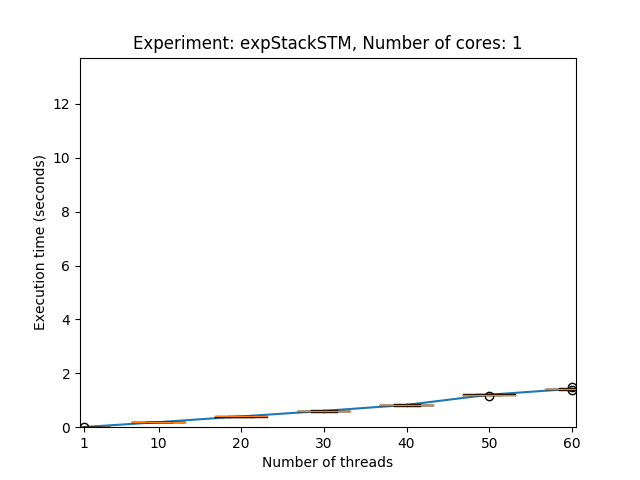 Experiment: expStackSTM, Number of cores: 1
Execution time (seconds)
12
10
8
6
4
2
0
1 10 20 30 40 50 60
Number of threads